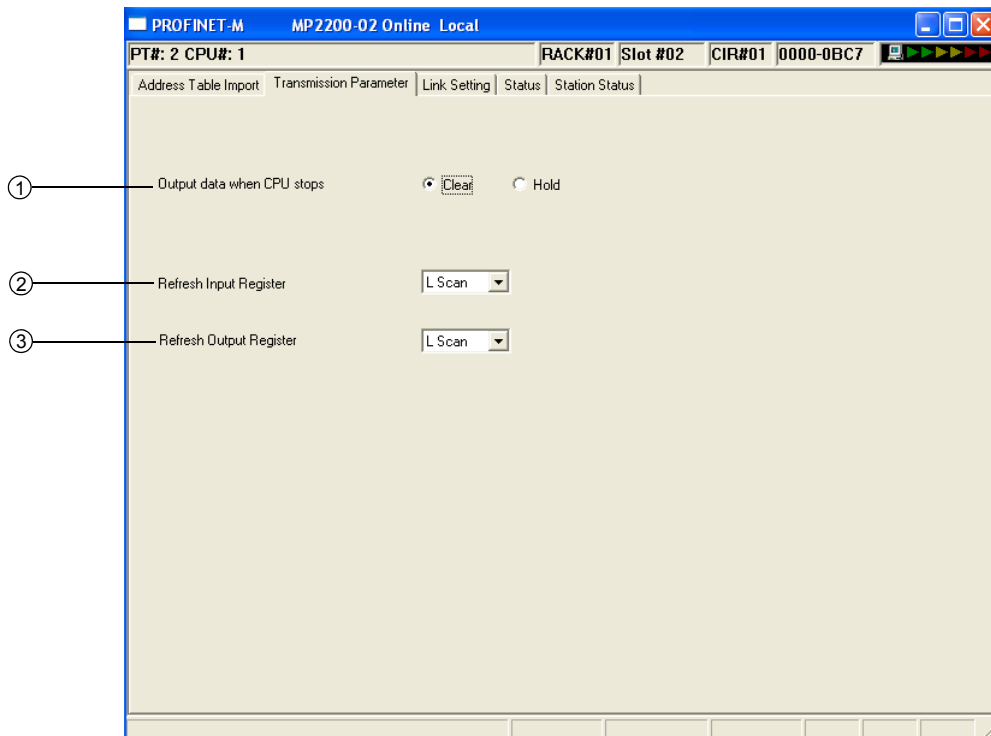 PROFINET-M MP2200-02 Online Local
PT#: 2 CPU#: 1 RACK#01 Slot #02 CIR#01 0000-0BC7
Address Table Import Transmission Parameter Link Setting Status Station Status
1 Output data when CPU stops Clear Hold
2 Refresh Input Register L Scan
3 Refresh Output Register L Scan